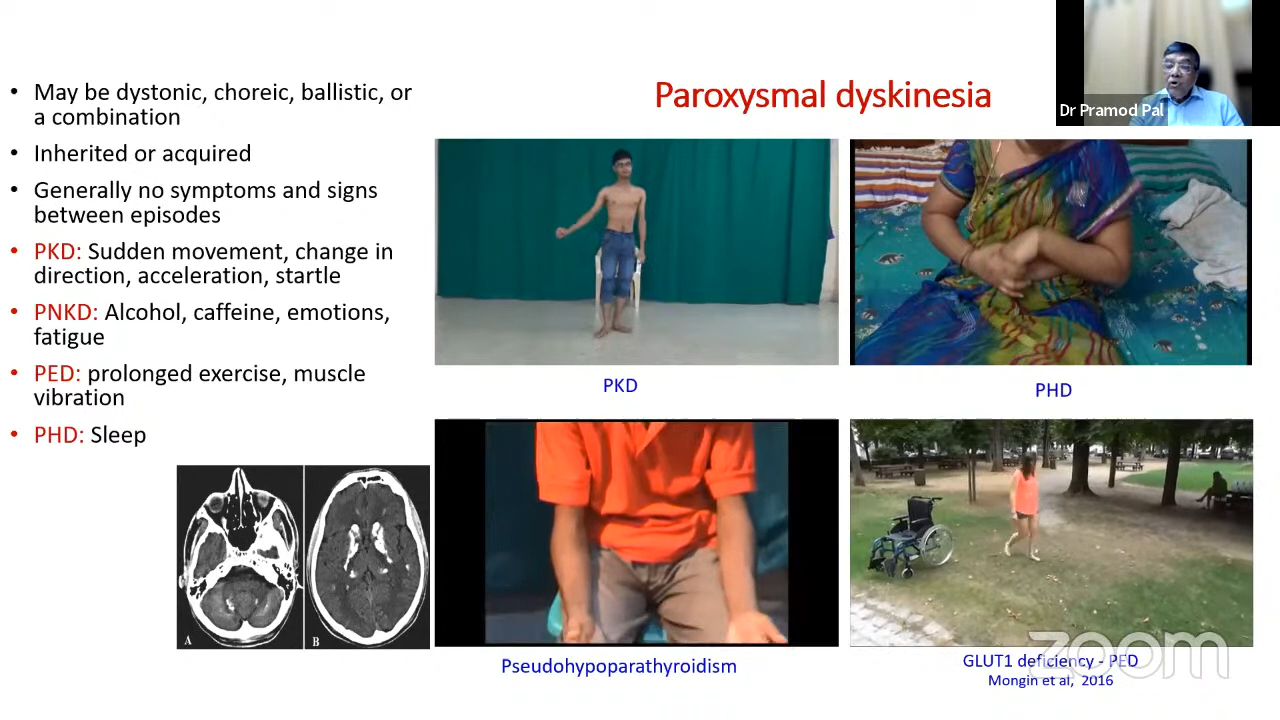 Paroxysmal dyskinesia
Dr Pramod Pal
• May be dystonic, choreic, ballistic, or
a combination
• Inherited or acquired
• Generally no symptoms and signs
between episodes
• PKD: Sudden movement, change in
direction, acceleration, startle
• PNKD: Alcohol, caffeine, emotions,
fatigue
• PED: prolonged exercise, muscle
vibration
• PHD: Sleep
A
B
PKD
PHD
Pseudohypoparathyroidism
GLUT1 deficiency - PED
Mongin et al, 2016
zoom